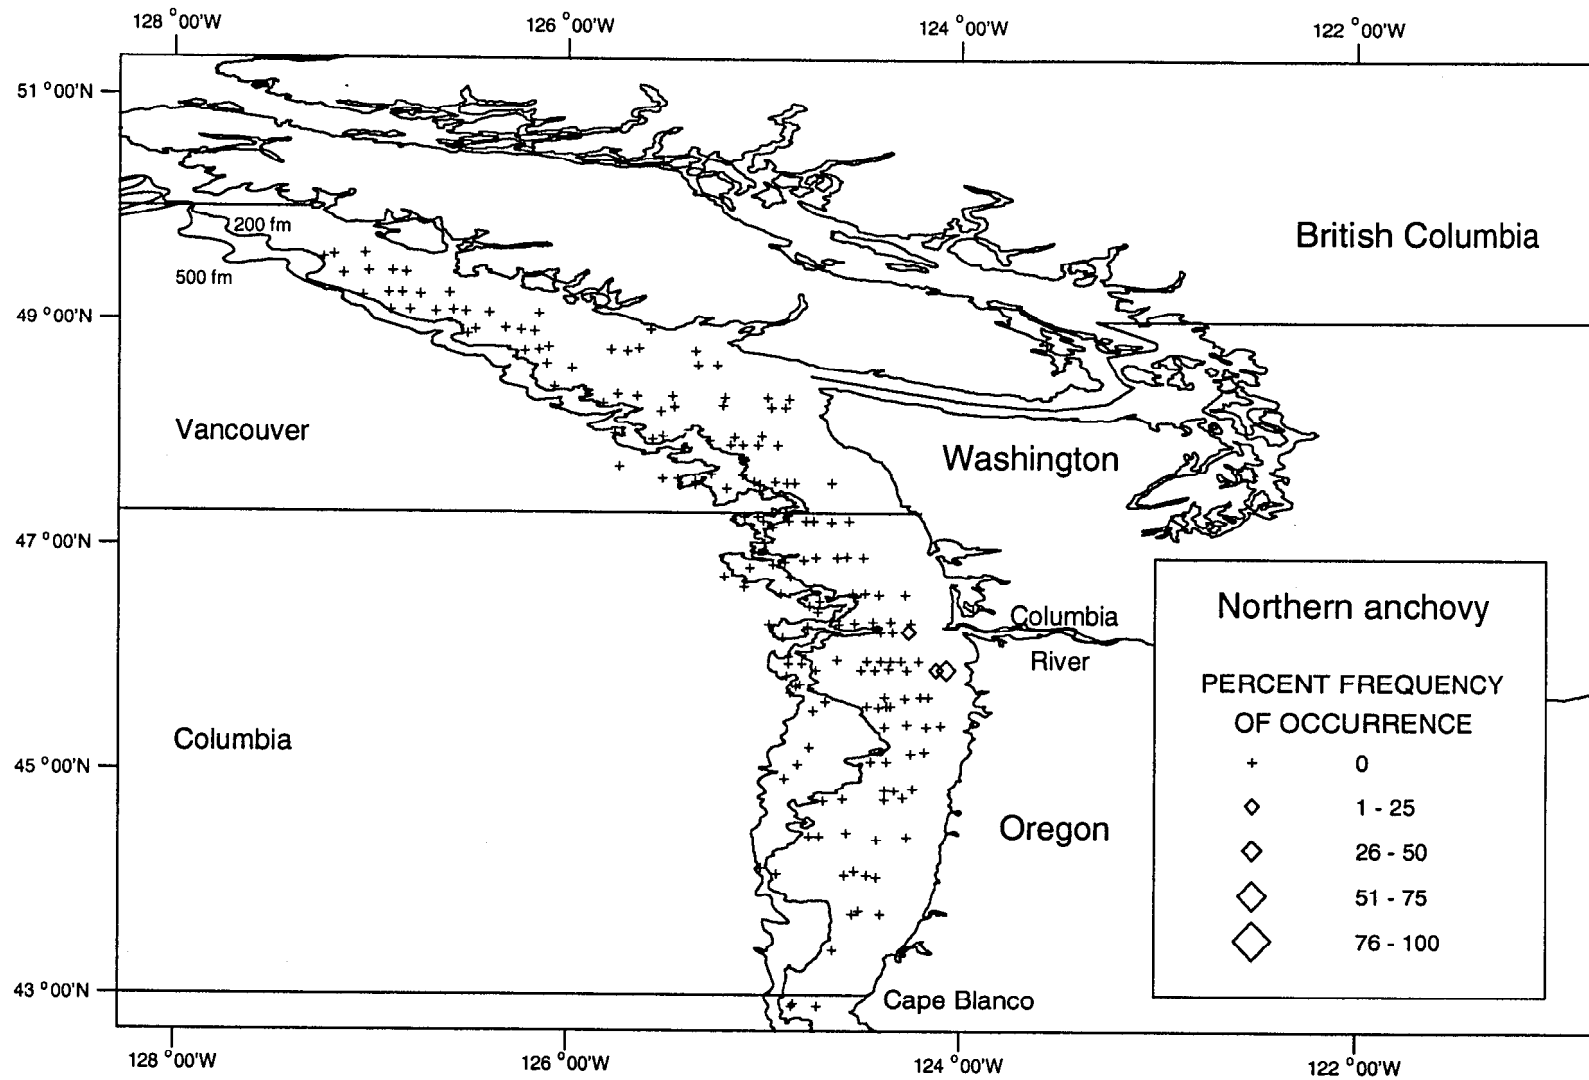 128 °00'W
126 °00'W
124 °00'W
122 °00'W
51 °00'N
British Columbia
200 fm
500 fm
49 °00'N
Vancouver
Washington
47 °00'N
Columbia
River
Northern anchovy
PERCENT FREQUENCY
OF OCCURRENCE
+ 0
1 - 25
26 - 50
51 - 75
76 - 100
Columbia
45 °00'N
Oregon
43 °00'N
Cape Blanco
128 °00'W
126 °00'W
124 °00'W
122 °00'W